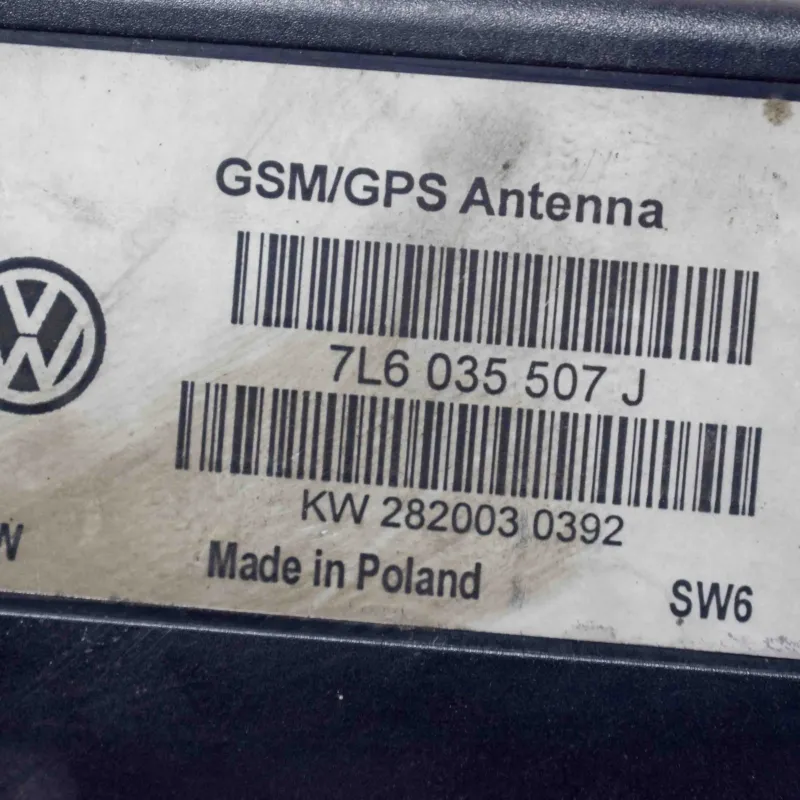 GSM/GPS Antenna
7L6 035 507 J
KW 282003 0392
Made in Poland
SW6